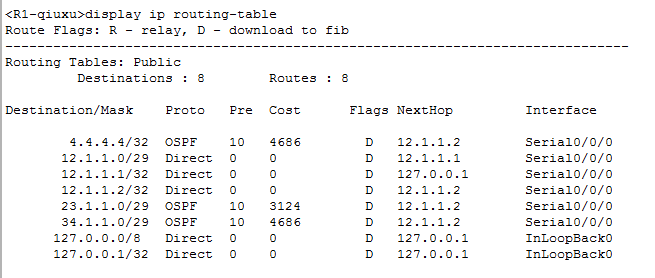 <R1-qiuxu>display ip routing-table
Route Flags: R - relay, D - download to fib
------------------------------------------------------------------------------
Routing Tables: Public
         Destinations : 8        Routes : 8

Destination/Mask    Proto   Pre  Cost      Flags NextHop         Interface

        4.4.4.4/32  OSPF    10   4686        D   12.1.1.2        Serial0/0/0
       12.1.1.0/29  Direct  0    0           D   12.1.1.1        Serial0/0/0
       12.1.1.1/32  Direct  0    0           D   127.0.0.1       Serial0/0/0
       12.1.1.2/32  Direct  0    0           D   12.1.1.2        Serial0/0/0
       23.1.1.0/29  OSPF    10   3124        D   12.1.1.2        Serial0/0/0
       34.1.1.0/29  OSPF    10   4686        D   12.1.1.2        Serial0/0/0
      127.0.0.0/8   Direct  0    0           D   127.0.0.1       InLoopBack0
      127.0.0.1/32  Direct  0    0           D   127.0.0.1       InLoopBack0